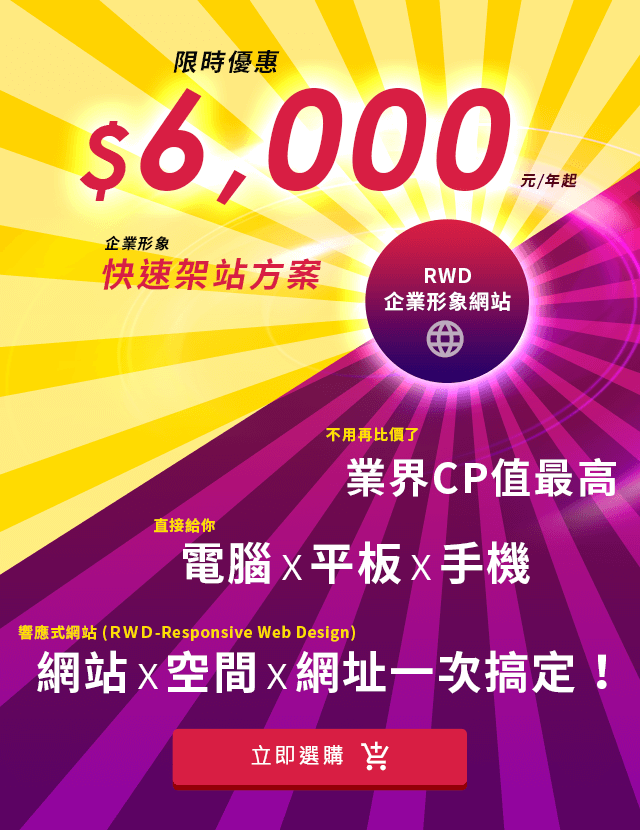 限時優惠
$6,000
元/年起
企業形象
快速架站方案
RWD
企業形象網站
不用再比價了
業界CP值最高
直接給你
電腦 X 平板 X 手機
響應式網站 (RWD-Responsive Web Design)
網站 X 空間 X 網址一次搞定！
立即選購